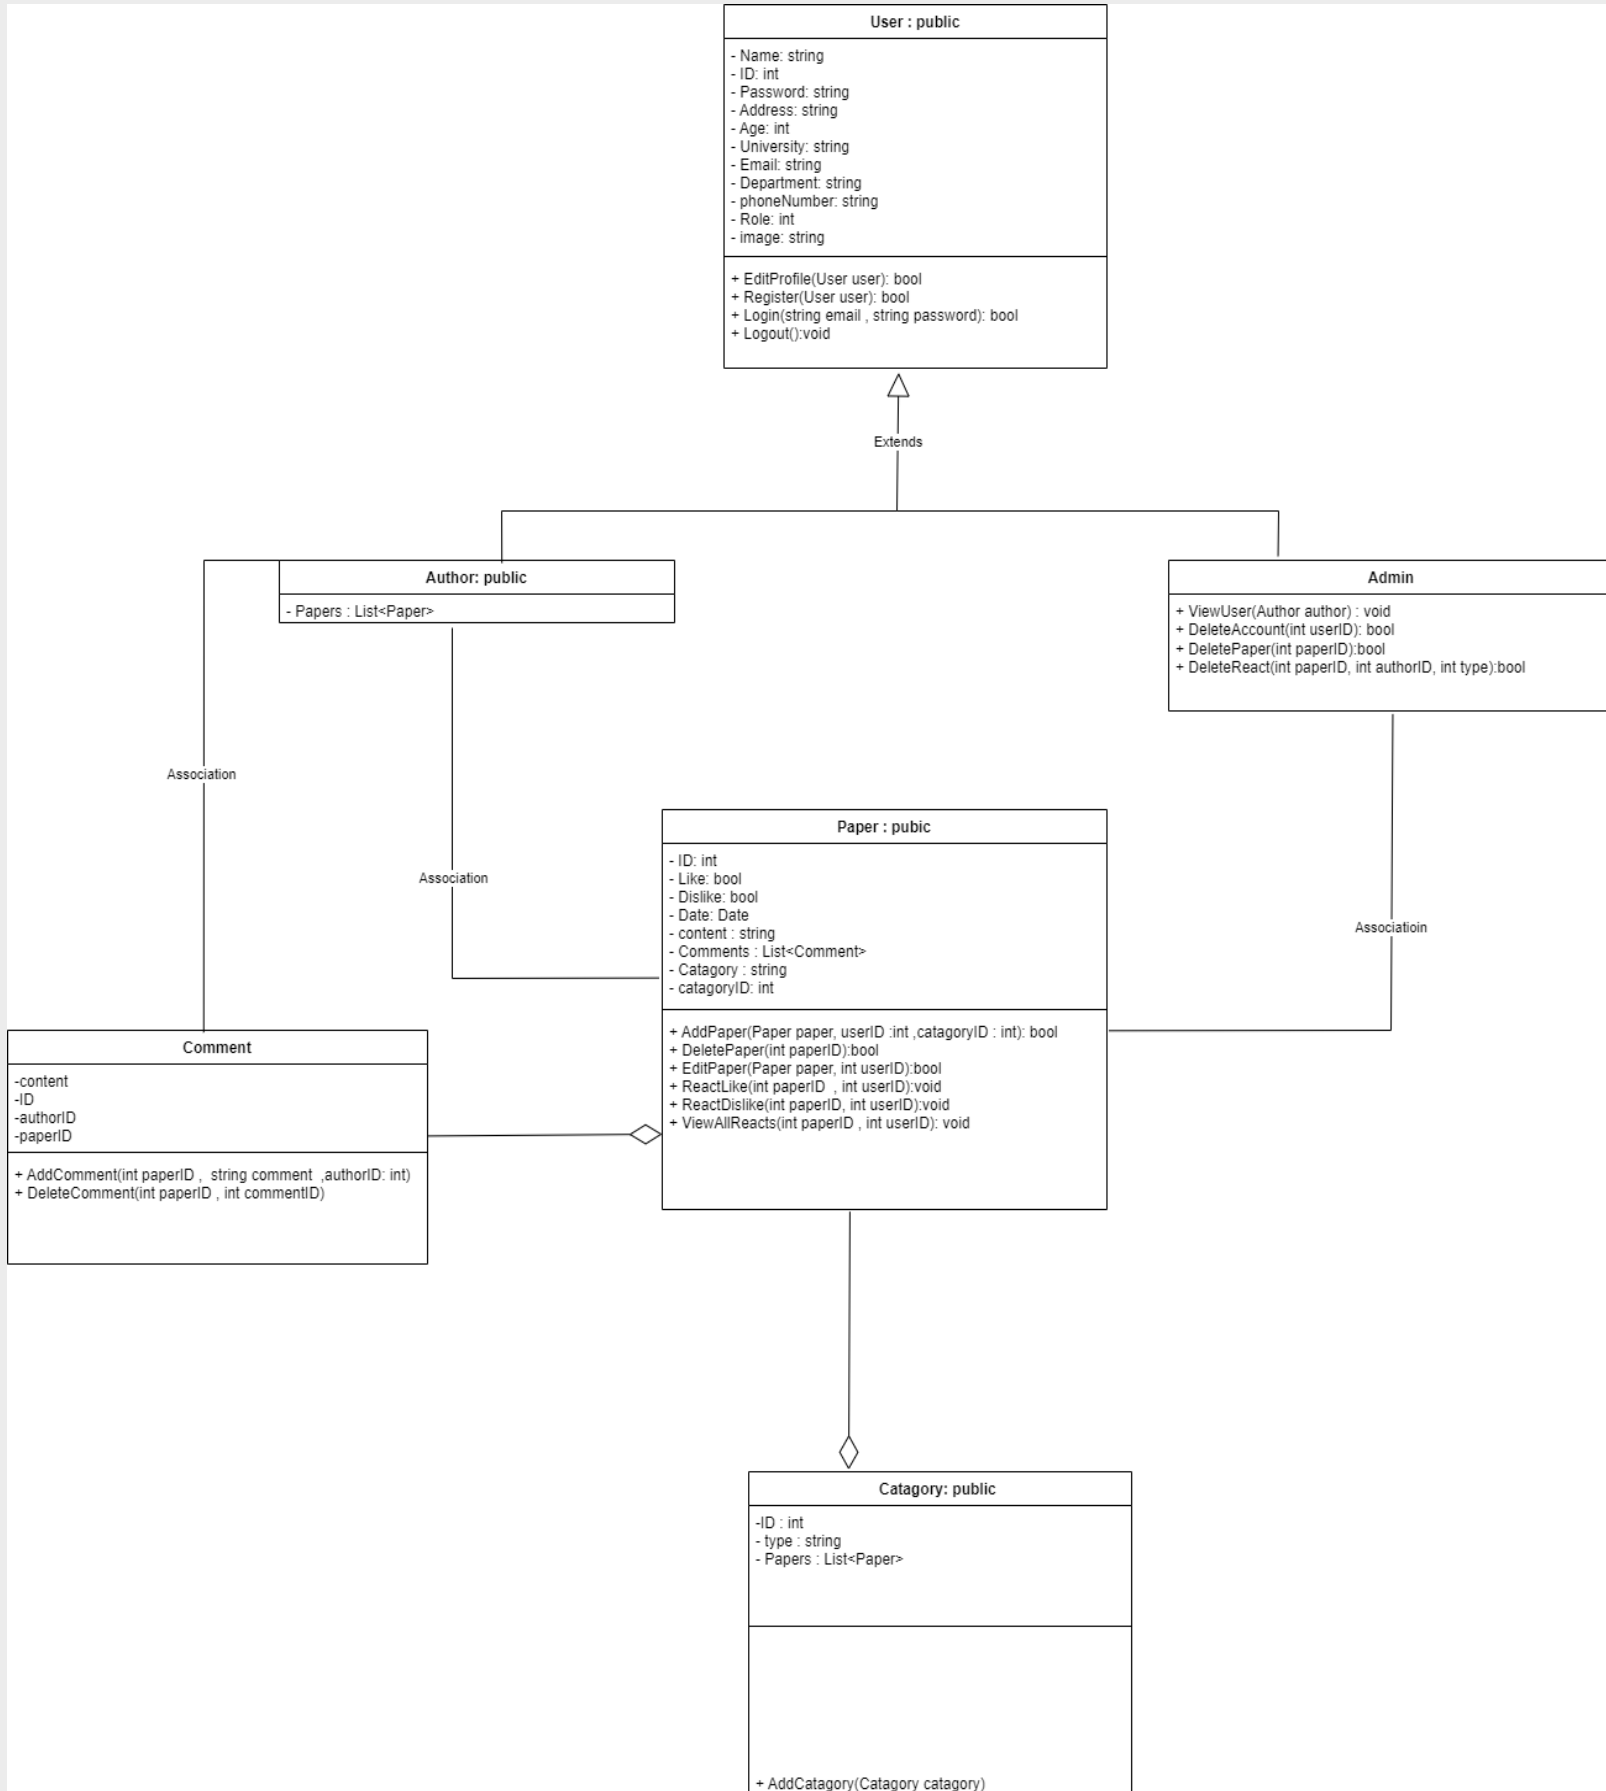 User : public
- Name: string
- ID: int
- Password: string
- Address: string
- Age: int
- University: string
- Email: string
- Department: string
- phoneNumber: string
- Role: int
- image: string
+ EditProfile(User user): bool
+ Register(User user): bool
+ Login(string email , string password): bool
+ Logout():void
Extends
Author: public
- Papers : List<Paper>
Admin
+ ViewUser(Author author) : void
+ DeleteAccount(int userID): bool
+ DeletePaper(int paperID):bool
+ DeleteReact(int paperID, int authorID, int type):bool
Association
Association
Associatioin
Paper : pubic
- ID: int
- Like: bool
- Dislike: bool
- Date: Date
- content : string
- Comments : List<Comment>
- Catagory : string
- catagoryID: int
+ AddPaper(Paper paper, userID :int ,catagoryID : int): bool
+ DeletePaper(int paperID):bool
+ EditPaper(Paper paper, int userID):bool
+ ReactLike(int paperID , int userID):void
+ ReactDislike(int paperID, int userID):void
+ ViewAllReacts(int paperID , int userID): void
Comment
-content
-ID
-authorID
-paperID
+ AddComment(int paperID , string comment ,authorID: int)
+ DeleteComment(int paperID , int commentID)
Catagory: public
-ID : int
- type : string
- Papers : List<Paper>
+ AddCatagory(Catagory catagory)